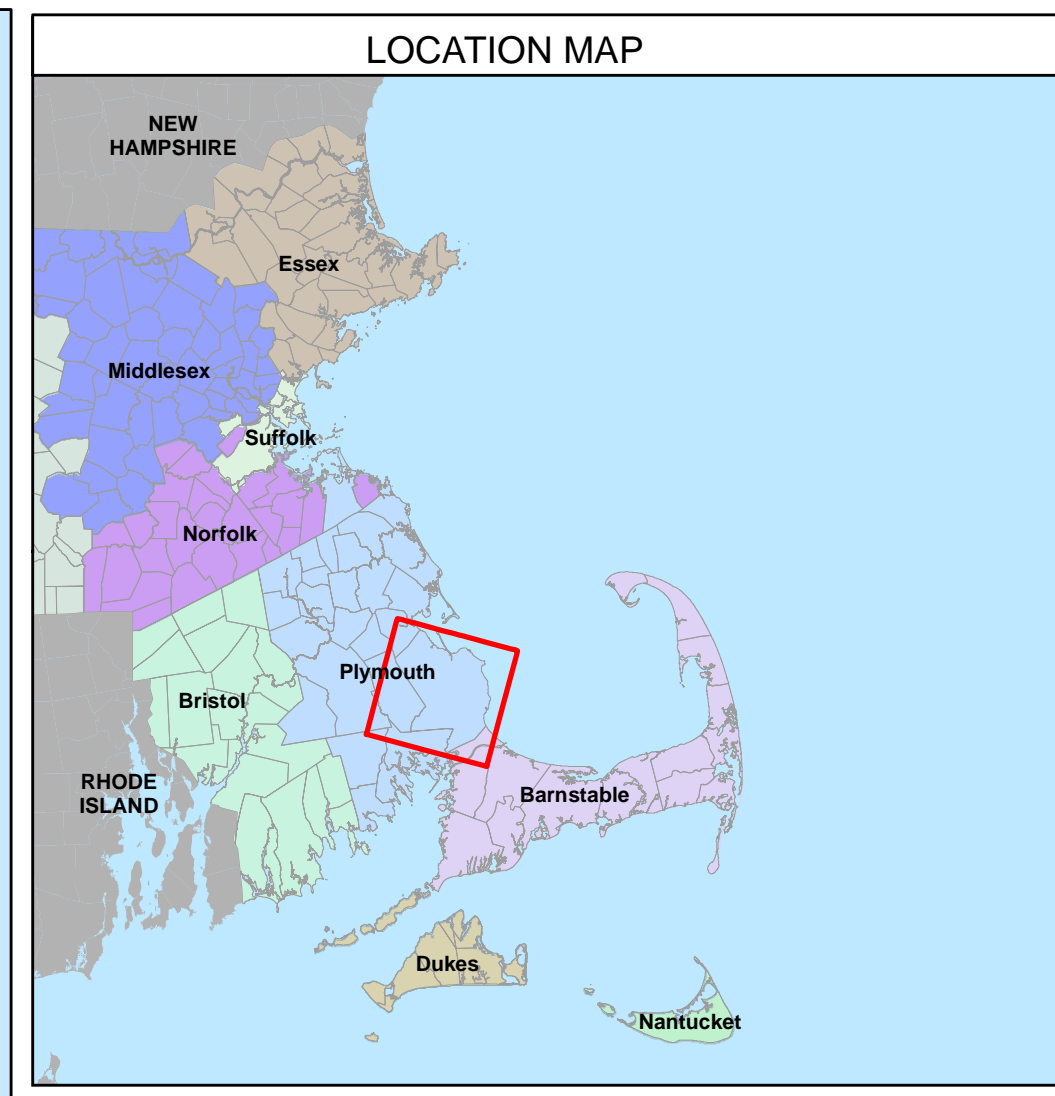 LOCATION MAP
NEW
HAMPSHIRE
Essex
Middlesex
Suffolk
Norfolk
Plymouth
Bristol
RHODE
ISLAND
Barnstable
Dukes
Nantucket